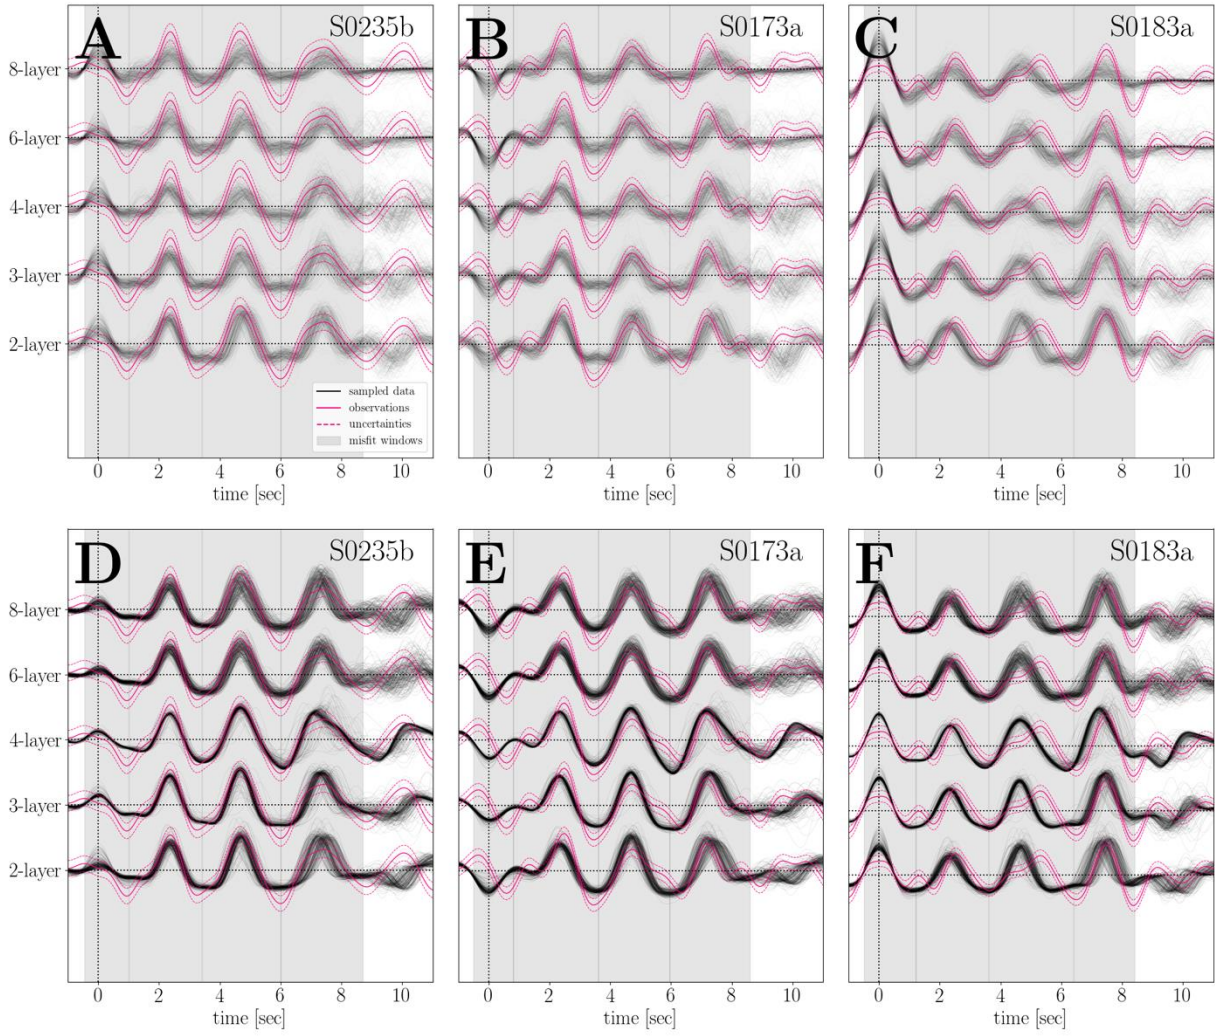 A
S0235b
8-layer
6-layer
4-layer
3-layer
2-layer
sampled data
observations
uncertainties
misfit windows
0 2 4 6 8 10
time [sec]
B
S0173a
0 2 4 6 8 10
time [sec]
C
S0183a
0 2 4 6 8 10
time [sec]
D
S0235b
8-layer
6-layer
4-layer
3-layer
2-layer
0 2 4 6 8 10
time [sec]
E
S0173a
0 2 4 6 8 10
time [sec]
F
S0183a
0 2 4 6 8 10
time [sec]